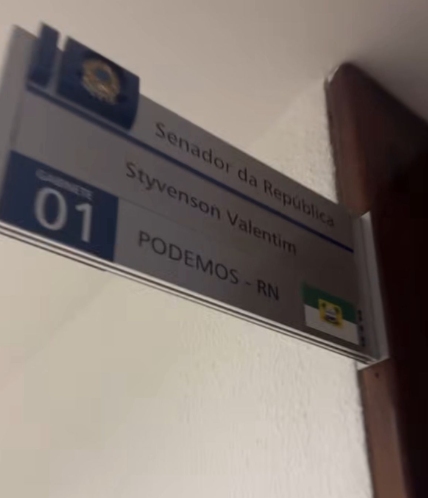 Senador da República
Styvenson Valentim
GABINETE
01
PODEMOS - RN